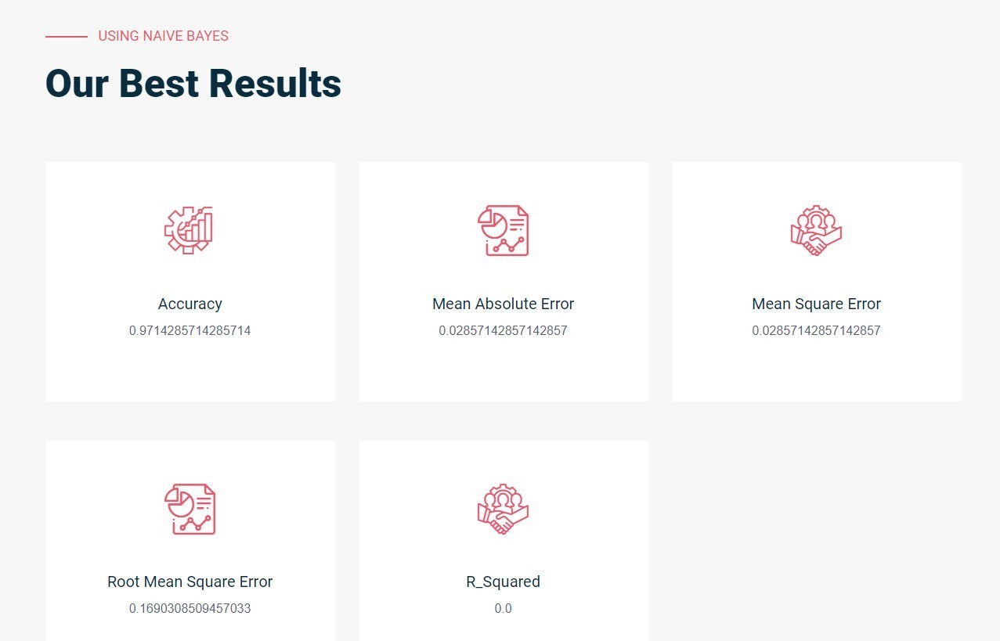 USING NAIVE BAYES
Our Best Results
Accuracy
0.9714285714285714
Mean Absolute Error
0.02857142857142857
Mean Square Error
0.02857142857142857
Root Mean Square Error
0.1690308509457033
R_Squared
0.0